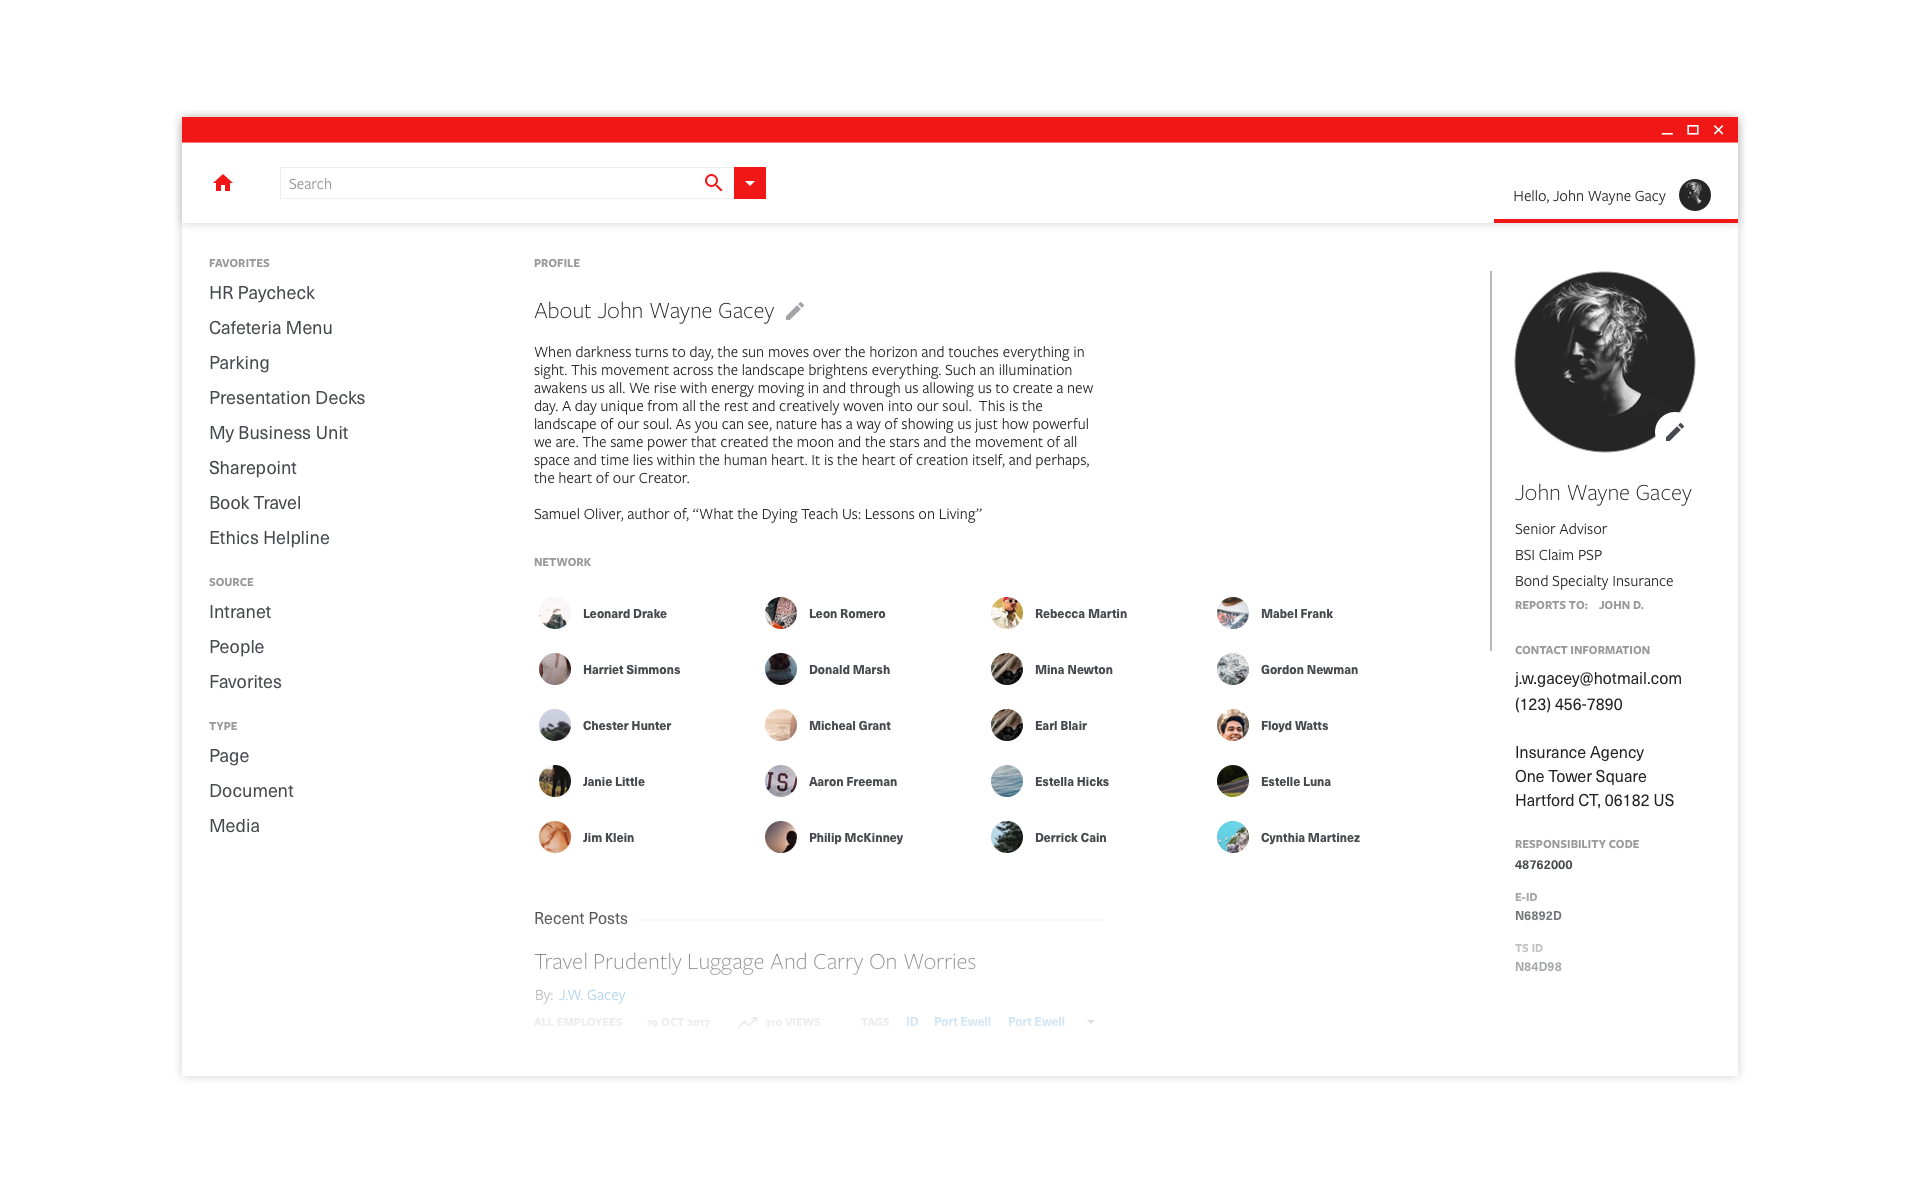 Search
Hello, John Wayne Gacy
FAVORITES
HR Paycheck
Cafeteria Menu
Parking
Presentation Decks
My Business Unit
Sharepoint
Book Travel
Ethics Helpline
SOURCE
Intranet
People
Favorites
TYPE
Page
Document
Media
PROFILE
About John Wayne Gacey
When darkness turns to day, the sun moves over the horizon and touches everything in
sight. This movement across the landscape brightens everything. Such an illumination
awakens us all. We rise with energy moving in and through us allowing us to create a new
day. A day unique from all the rest and creatively woven into our soul.  This is the
landscape of our soul. As you can see, nature has a way of showing us just how powerful
we are. The same power that created the moon and the stars and the movement of all
space and time lies within the human heart. It is the heart of creation itself, and perhaps,
the heart of our Creator.
Samuel Oliver, author of, “What the Dying Teach Us: Lessons on Living”
NETWORK
Leonard Drake
Leon Romero
Rebecca Martin
Mabel Frank
Harriet Simmons
Donald Marsh
Mina Newton
Gordon Newman
Chester Hunter
Micheal Grant
Earl Blair
Floyd Watts
Janie Little
Aaron Freeman
Estella Hicks
Estelle Luna
Jim Klein
Philip McKinney
Derrick Cain
Cynthia Martinez
Recent Posts
Travel Prudently Luggage And Carry On Worries
By: J.W. Gacey
ALL EMPLOYEES 19 OCT 2017 310 VIEWS TAGS ID Port Ewell Port Ewell
John Wayne Gacey
Senior Advisor
BSI Claim PSP
Bond Specialty Insurance
REPORTS TO: JOHN D.
CONTACT INFORMATION
j.w.gacey@hotmail.com
(123) 456-7890
Insurance Agency
One Tower Square
Hartford CT, 06182 US
RESPONSIBILITY CODE
48762000
E-ID
N6892D
TS ID
N84D98